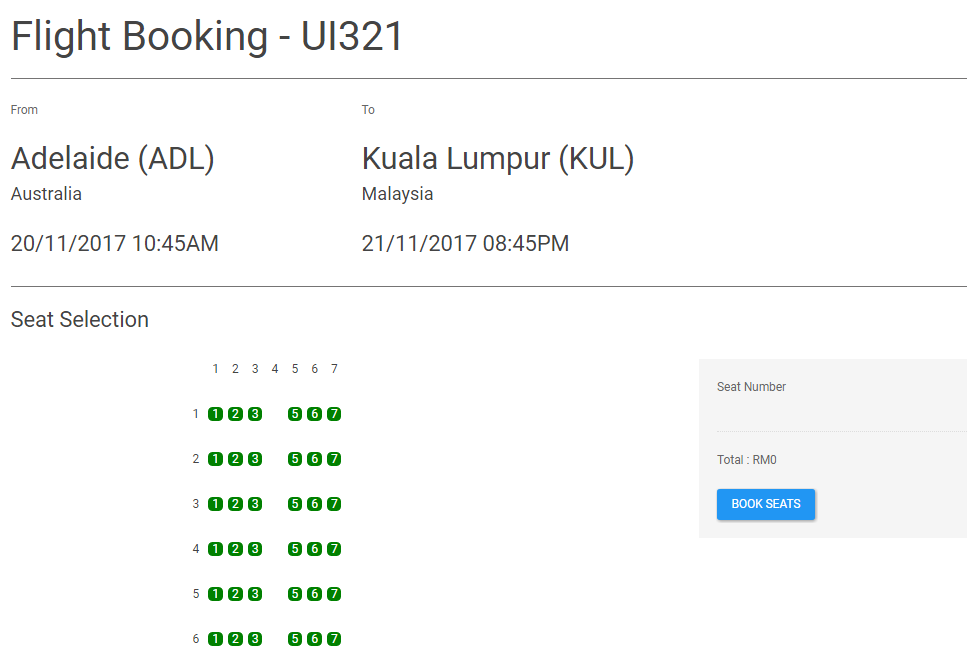 Flight Booking - UI321
From To
Adelaide (ADL) Kuala Lumpur (KUL)
Australia Malaysia
20/11/2017 10:45AM 21/11/2017 08:45PM
Seat Selection
1 2 3 4 5 6 7
Seat Number
1 1 2 3 5 6 7
2 1 2 3 5 6 7
Total : RM0
3 1 2 3 5 6 7
BOOK SEATS
4 1 2 3 5 6 7
5 1 2 3 5 6 7
6 1 2 3 5 6 7